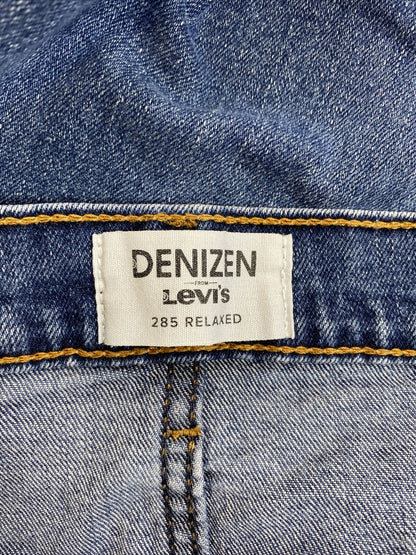 DENIZEN
FROM
Levi's
285 RELAXED